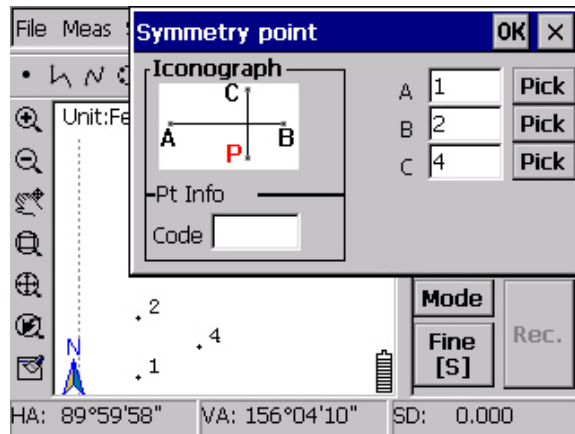 File Meas
Symmetry point OK ×
Iconograph
C
A B
P
A 1 Pick
B 2 Pick
C 4 Pick
Pt Info
Code
Unit:Fe
2
4
N
1
Mode
Fine
[S]
Rec.
HA: 89°59'58" VA: 156°04'10" SD: 0.000